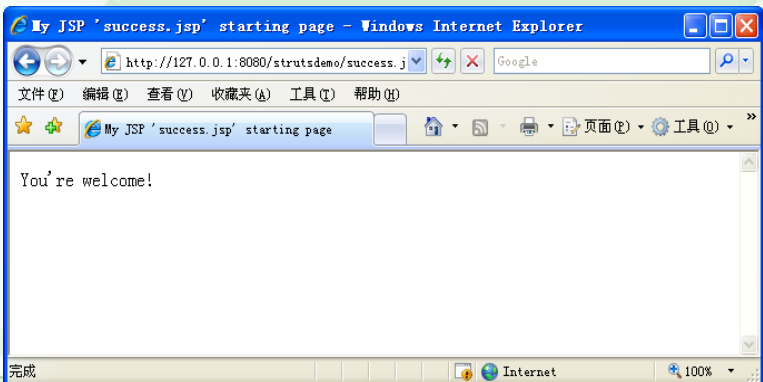 My JSP 'success.jsp' starting page - Windows Internet Explorer
http://127.0.0.1:8080/strutsdemo/success.j
Google
文件(F) 编辑(E) 查看(V) 收藏夹(A) 工具(T) 帮助(H)
My JSP 'success.jsp' starting page
页面(P)
工具(O)
»
You're welcome!
完成
Internet
100%